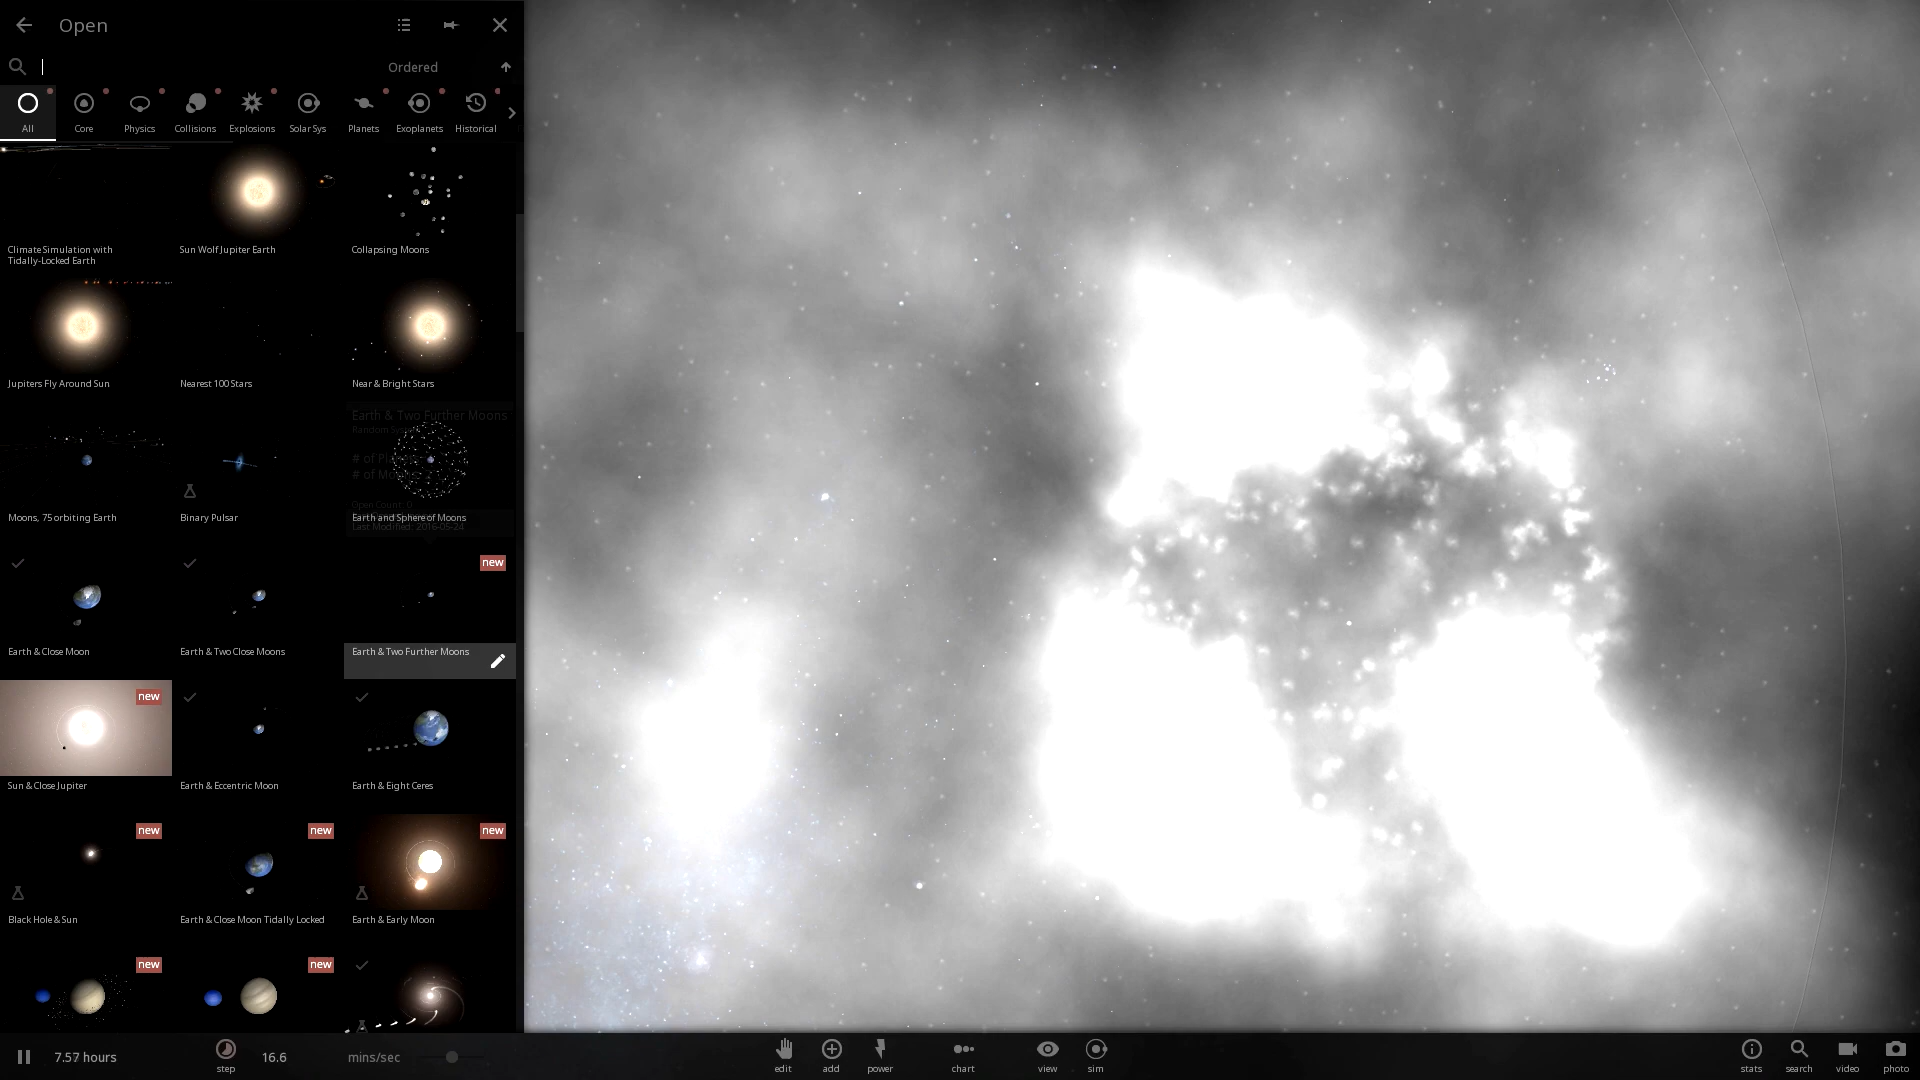 Open
Ordered
All
Core
Physics
Collisions
Explosions
Solar Sys
Planets
Exoplanets
Historical
Climate Simulation with
Tidally-Locked Earth
Sun Wolf Jupiter Earth
Collapsing Moons
Jupiters Fly Around Sun
Nearest 100 Stars
Near & Bright Stars
Earth & Two Further Moons
Moons, 75 orbiting Earth
Binary Pulsar
Earth and Sphere of Moons
Last Modified: 2016-05-24
new
Earth & Close Moon
Earth & Two Close Moons
Earth & Two Further Moons
new
Sun & Close Jupiter
Earth & Eccentric Moon
Earth & Eight Ceres
new
new
new
Black Hole & Sun
Earth & Close Moon Tidally Locked
Earth & Early Moon
new
new
7.57 hours
step
16.6
mins/sec
edit
add
power
chart
view
sim
stats
search
video
photo